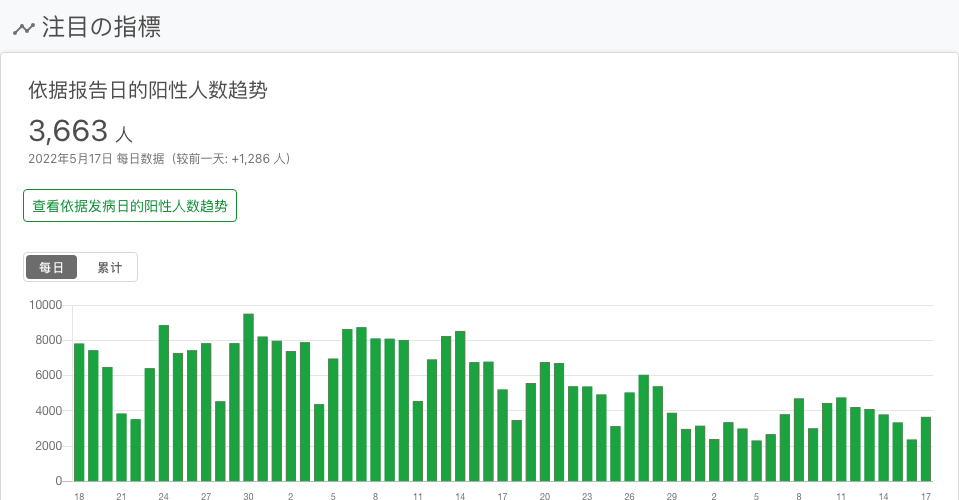 注目の指標
依据报告日的阳性人数趋势
3,663 人
2022年5月17日 每日数据（较前一天: +1,286 人）
查看依据发病日的阳性人数趋势
每日 累计
10000
8000
6000
4000
2000
0
18 21 24 27 30 2 5 8 11 14 17 20 23 26 29 2 5 8 11 14 17